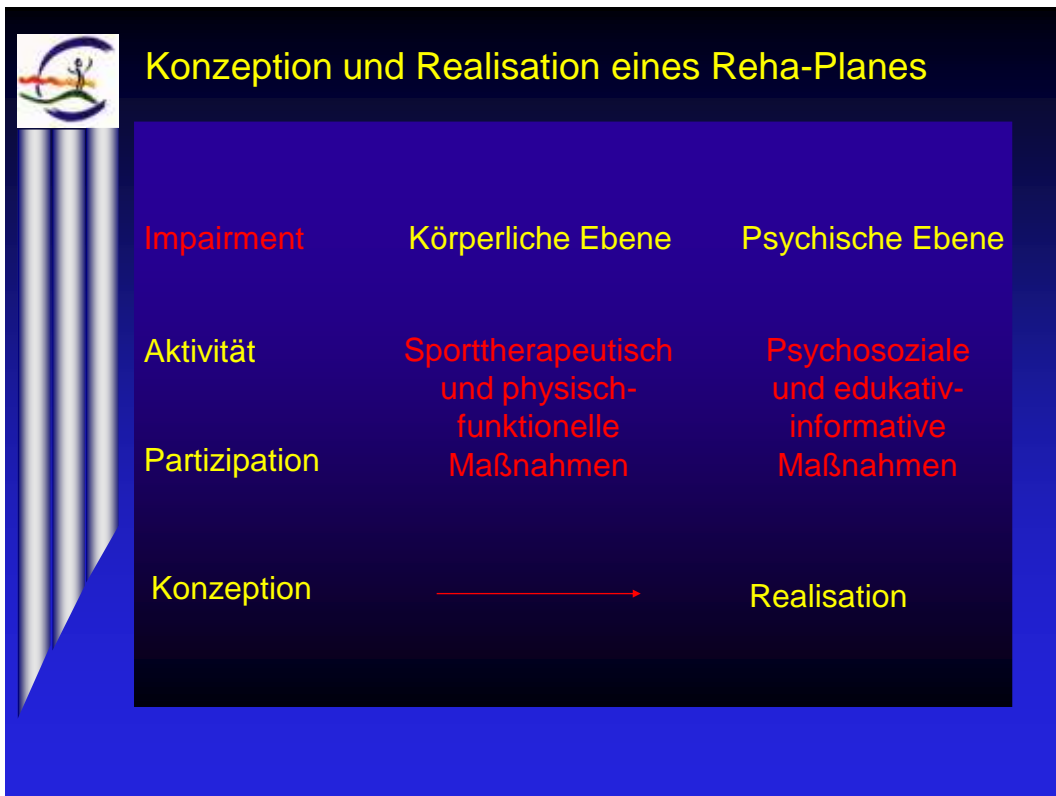 Konzeption und Realisation eines Reha-Planes
Impairment Körperliche Ebene Psychische Ebene
Aktivität
Partizipation
Sporttherapeutisch
und physisch-
funktionelle
Maßnahmen
Psychosoziale
und edukativ-
informative
Maßnahmen
Konzeption
Realisation